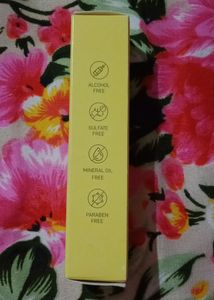 ALCOHOL
FREE
SULFATE
FREE
MINERAL OIL
FREE
PARABEN
FREE